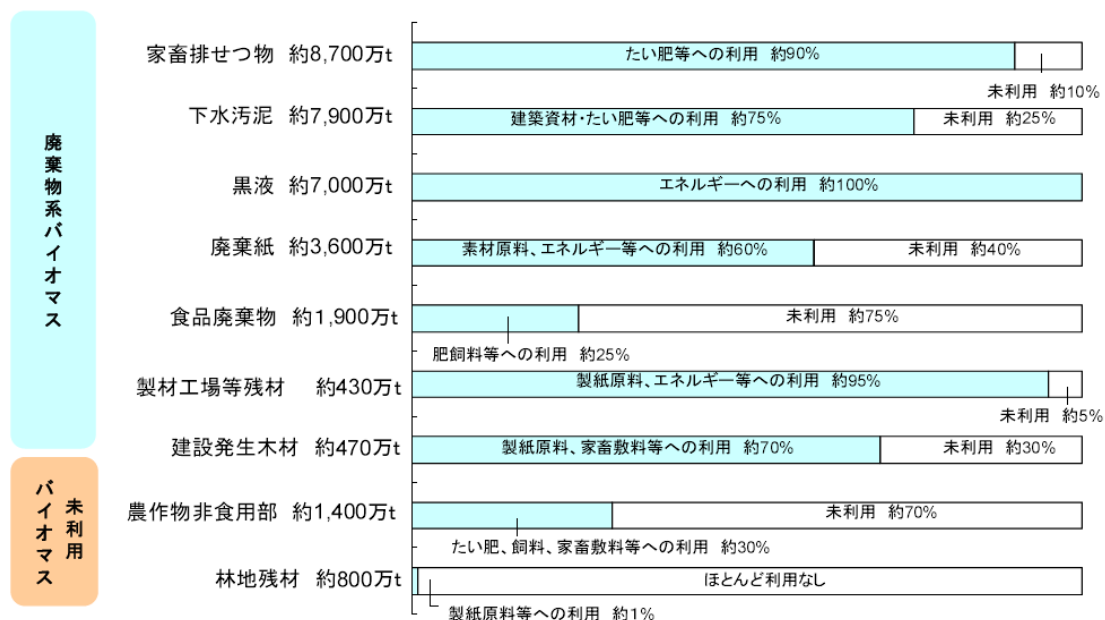 廃棄物系バイオマス
家畜排せつ物 約8,700万t
たい肥等への利用 約90%
未利用 約10%
下水汚泥 約7,900万t
建築資材・たい肥等への利用 約75%
未利用 約25%
黒液 約7,000万t
エネルギーへの利用 約100%
廃棄紙 約3,600万t
素材原料、エネルギー等への利用 約60%
未利用 約40%
食品廃棄物 約1,900万t
未利用 約75%
肥飼料等への利用 約25%
製材工場等残材 約430万t
製紙原料、エネルギー等への利用 約95%
未利用 約5%
建設発生木材 約470万t
製紙原料、家畜敷料等への利用 約70%
未利用 約30%
未利用
バイオマス
農作物非食用部 約1,400万t
未利用 約70%
たい肥、飼料、家畜敷料等への利用 約30%
林地残材 約800万t
ほとんど利用なし
製紙原料等への利用 約1%